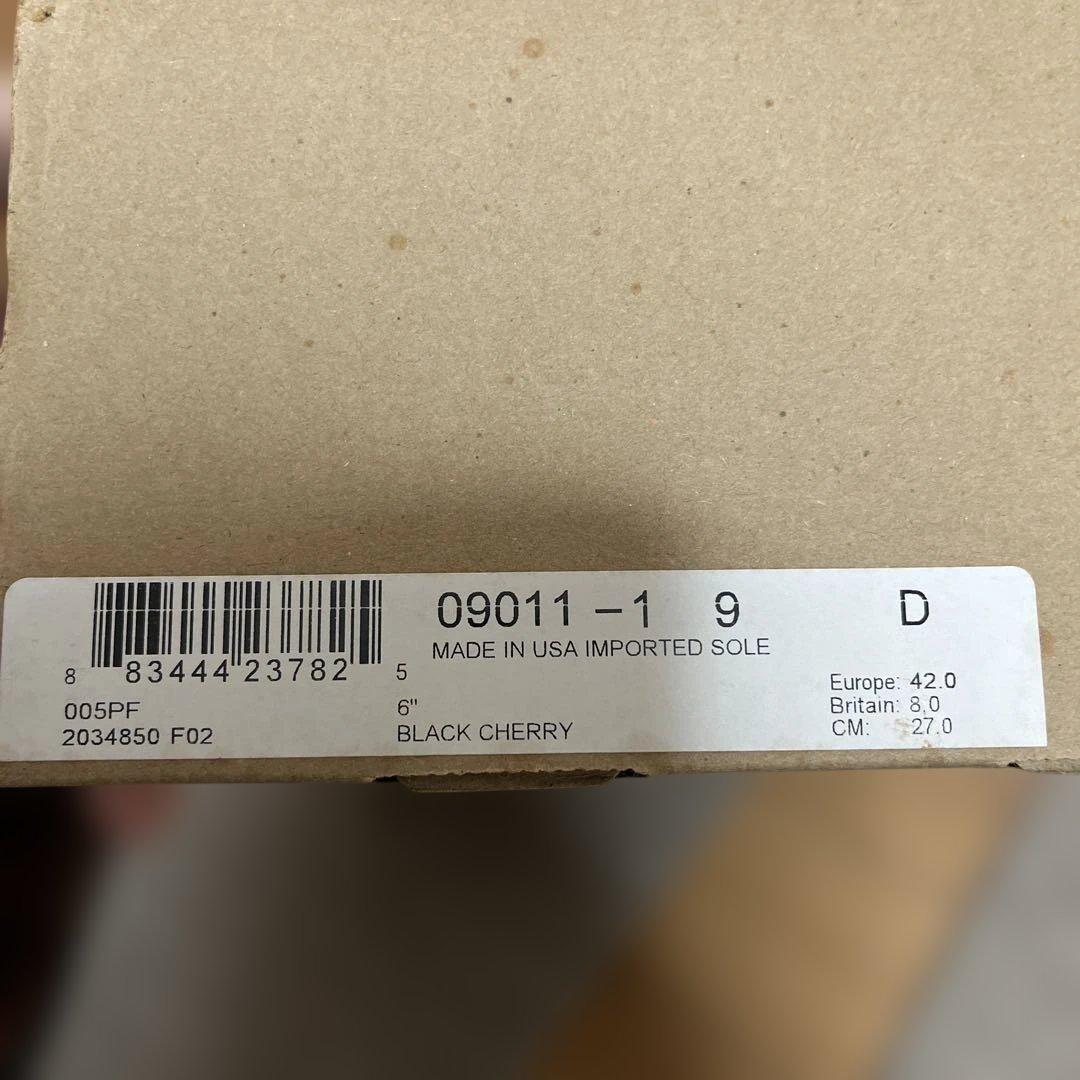 09011 -1 9 D
MADE IN USA IMPORTED SOLE
8 83444 23782 5
005PF
2034850 F02
6"
BLACK CHERRY
Europe: 42.0
Britain: 8.0
CM: 27.0